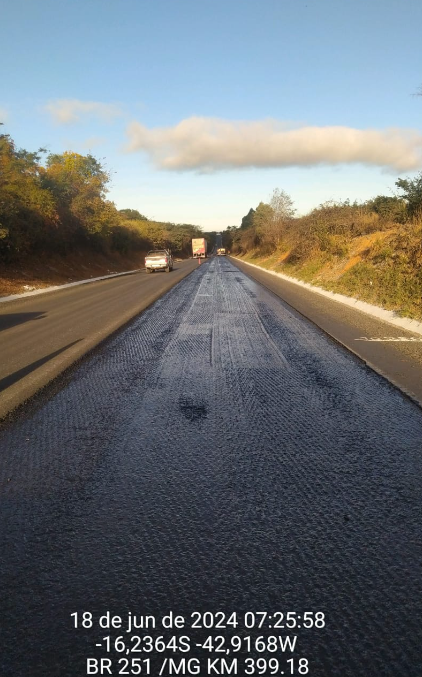 18 de jun de 2024 07:25:58
-16,2364S -42,9168W
BR 251 /MG KM 399.18